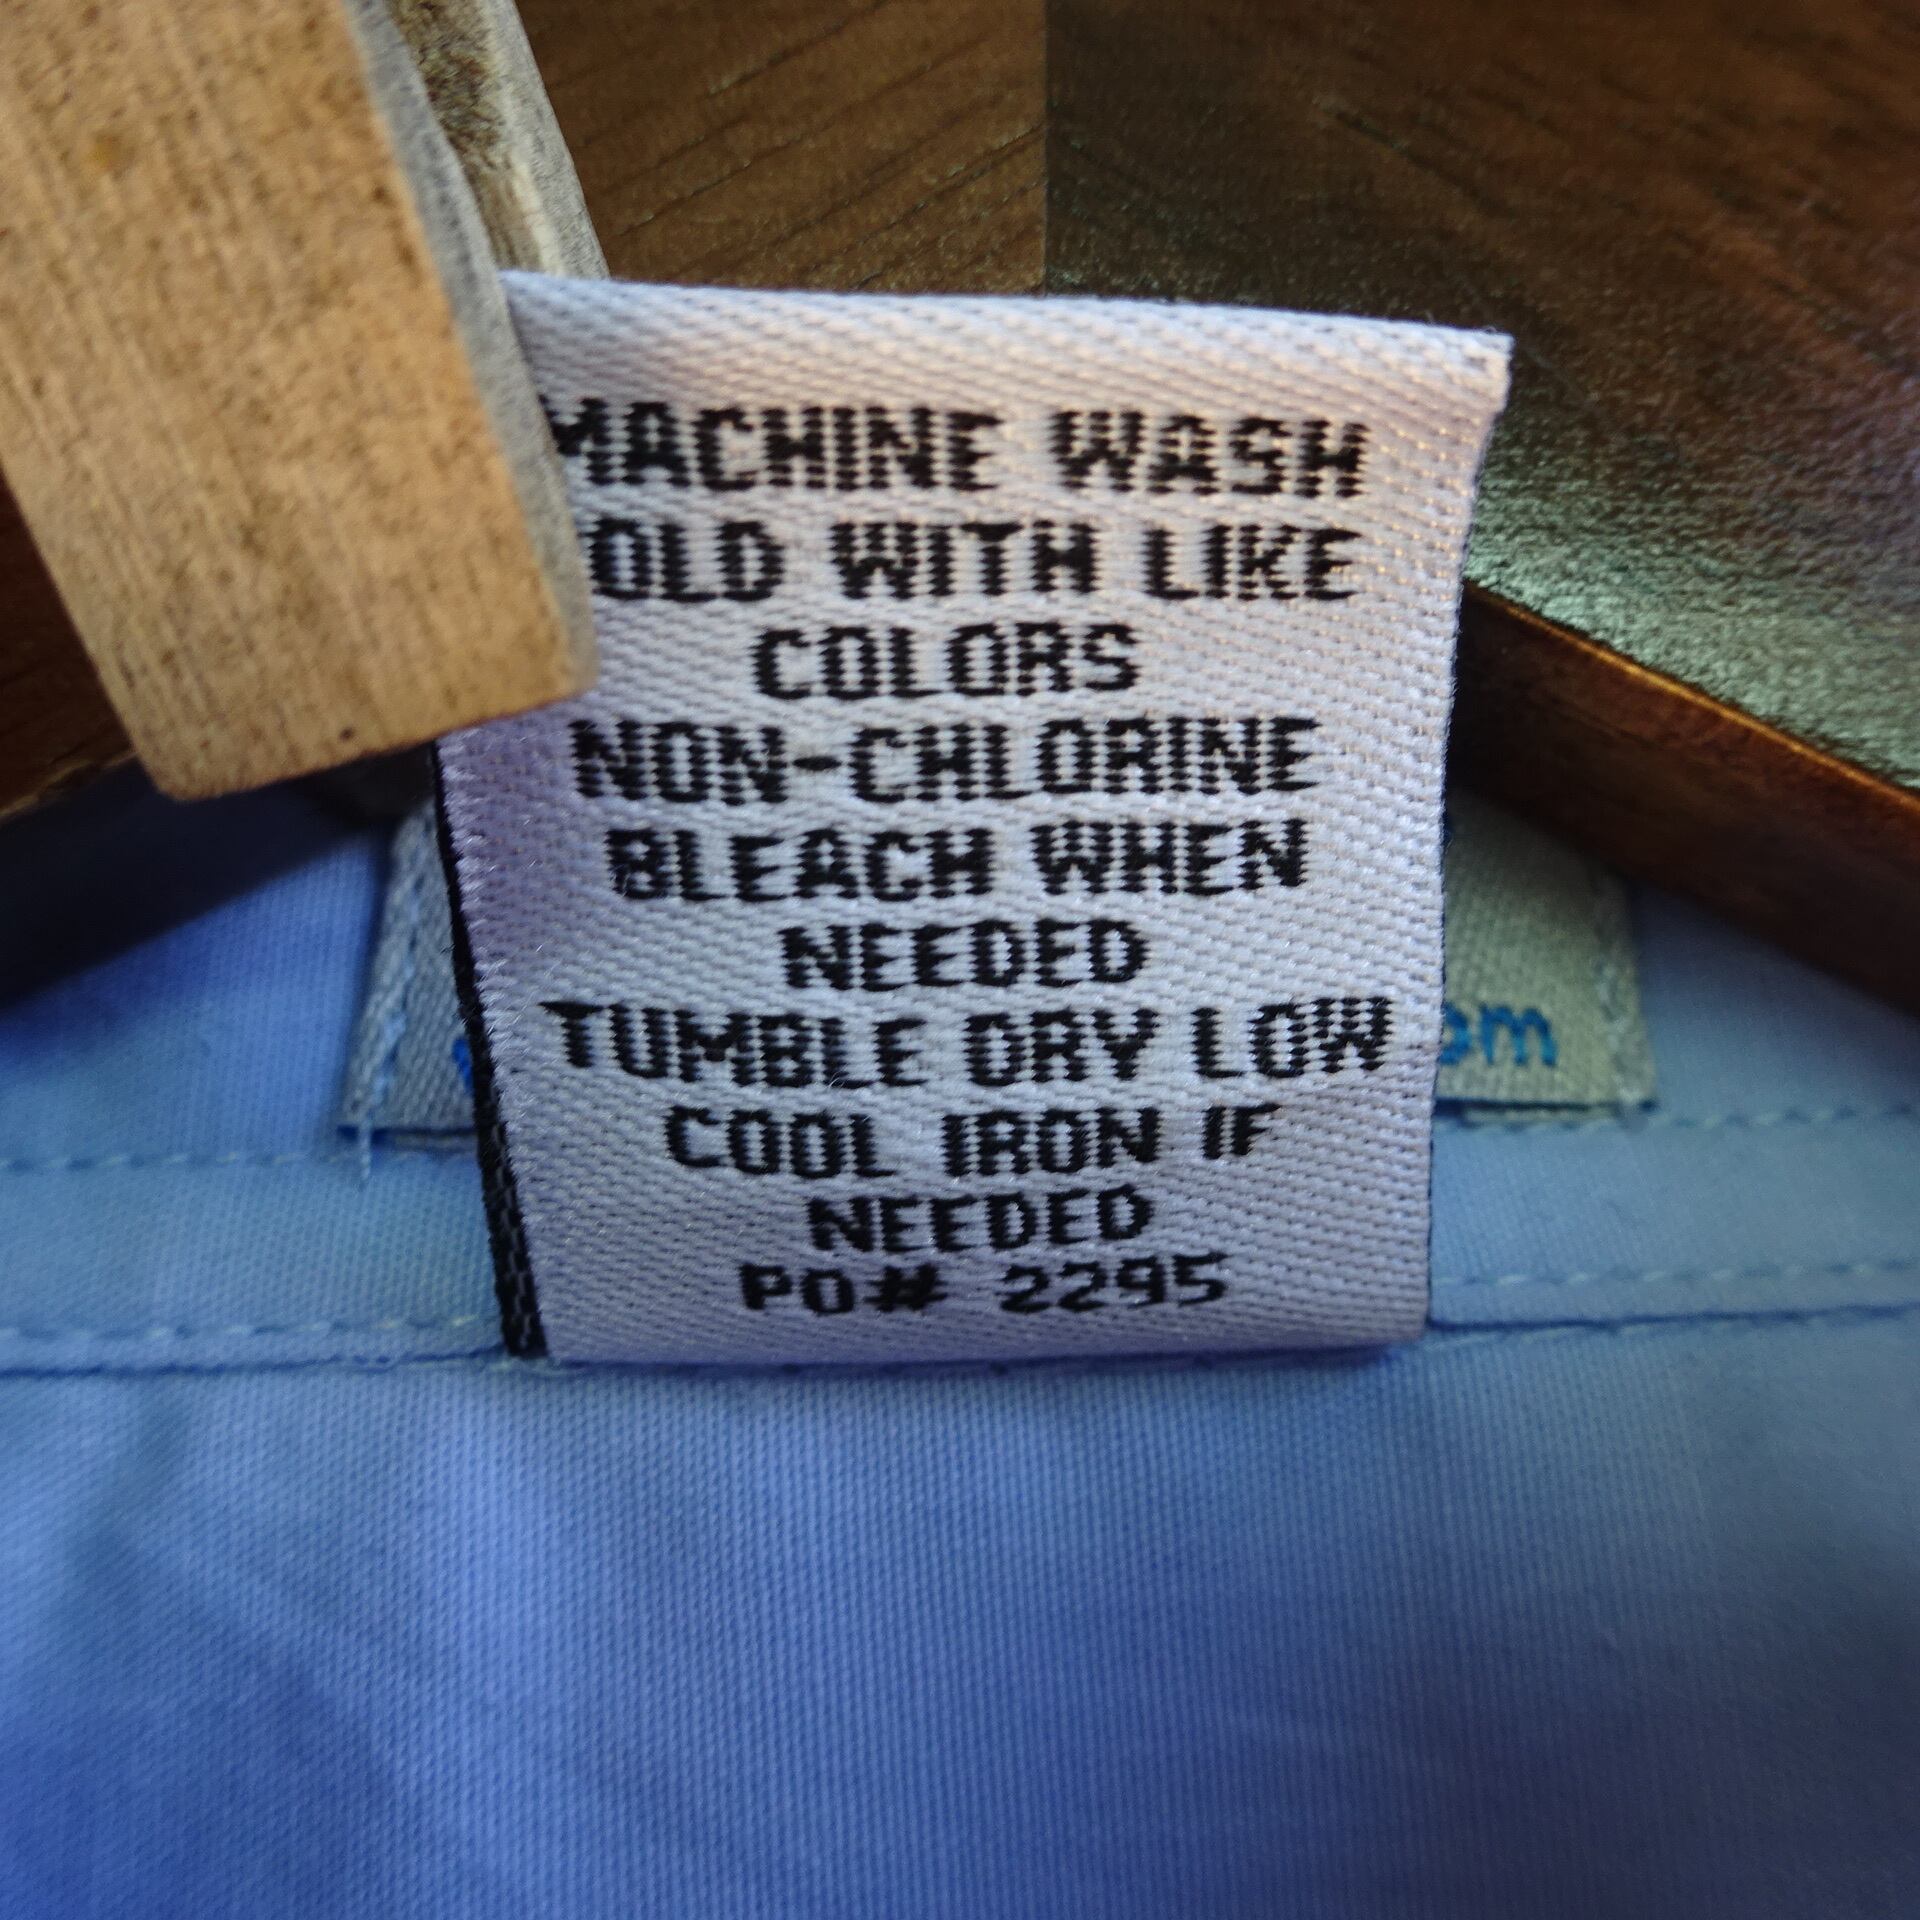 MACHINE WASH
OLD WITH LIKE
COLORS
NON-CHLORINE
BLEACH WHEN
NEEDED
TUMBLE DRY LOW
COOL IRON IF
NEEDED
PO# 2295
om